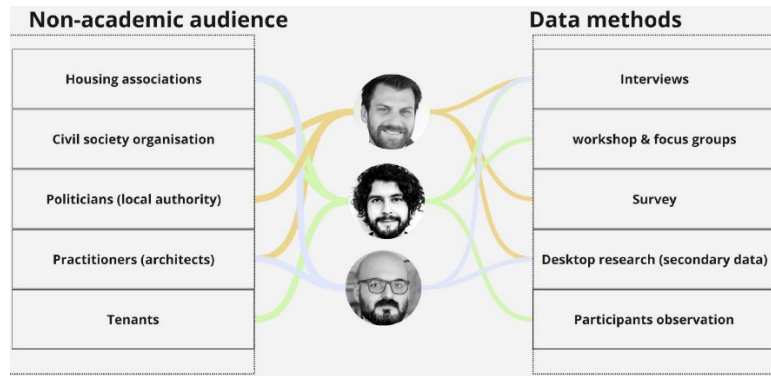 Non-academic audience
Data methods
Housing associations
Civil society organisation
Politicians (local authority)
Practitioners (architects)
Tenants
Interviews
workshop & focus groups
Survey
Desktop research (secondary data)
Participants observation